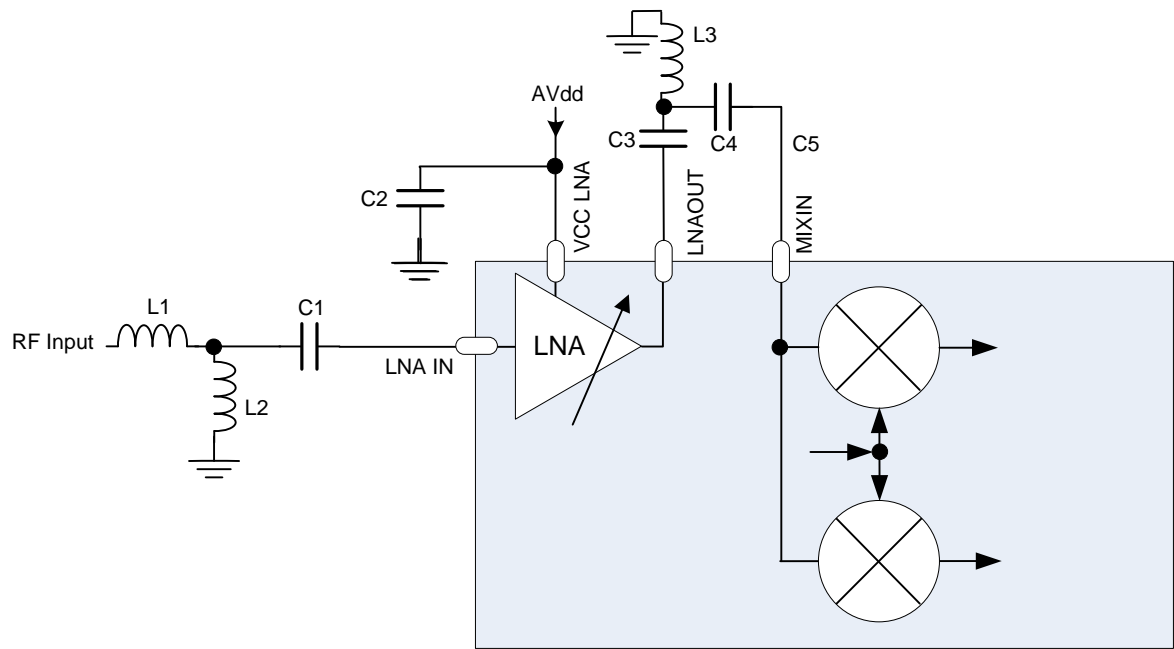 L3
AVdd
C3
C4
C5
C2
VCC LNA
LNAOUT
MIXIN
L1
C1
RF Input
LNA
LNA IN
L2